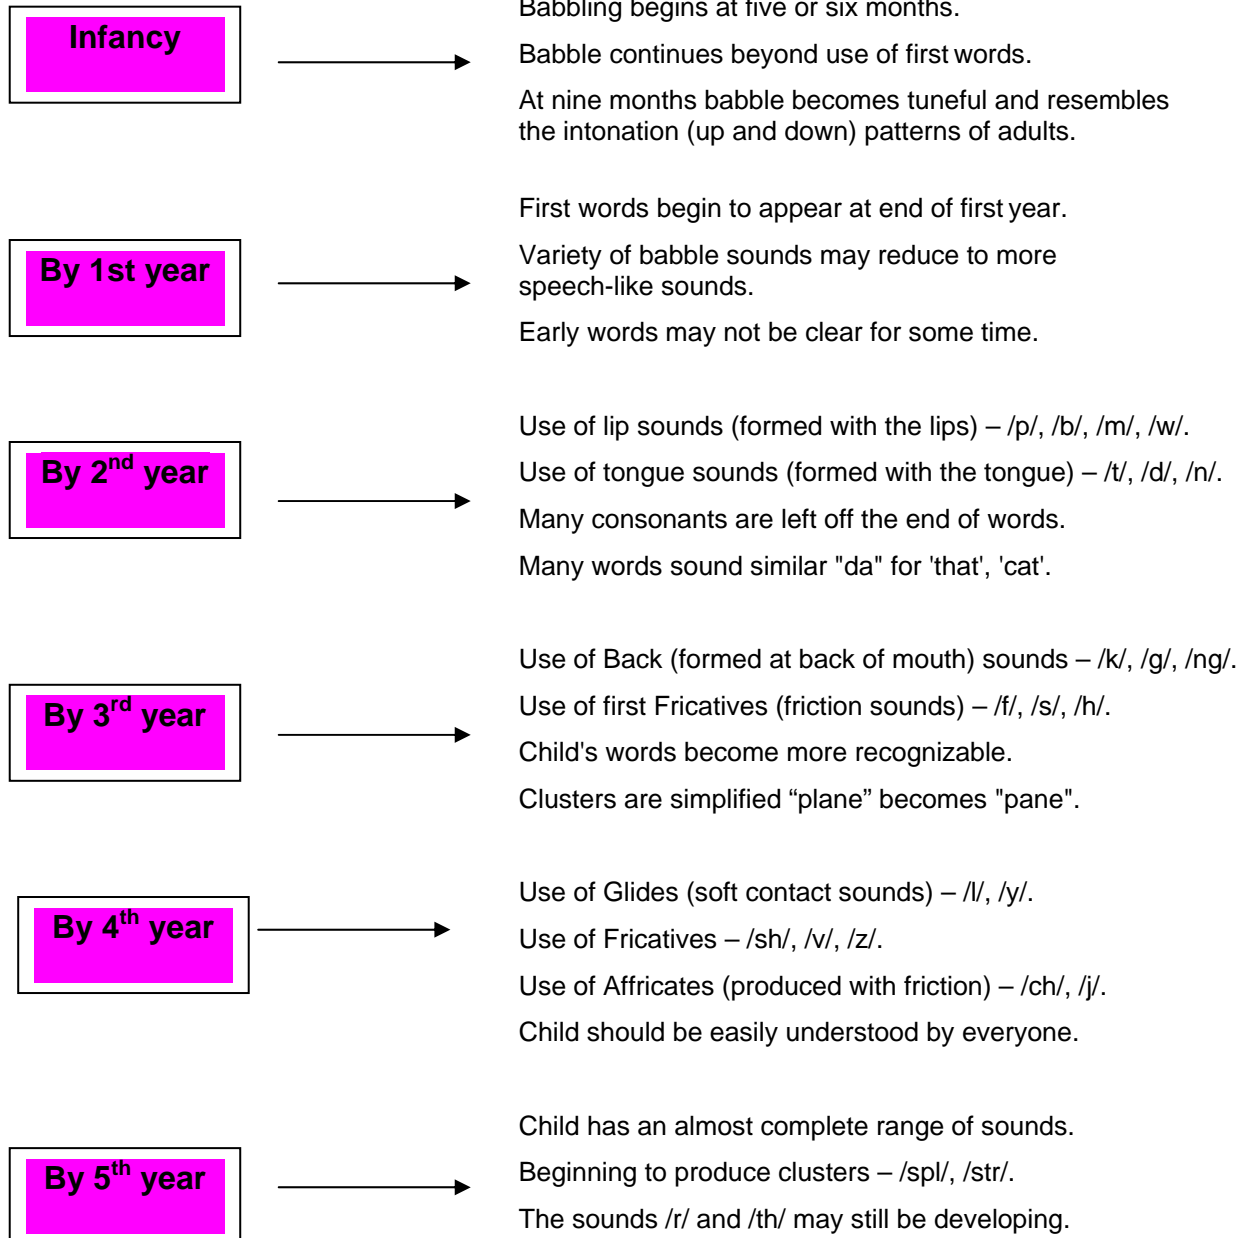 Babbling begins at five or six months.
Infancy
Babble continues beyond use of first words.
At nine months babble becomes tuneful and resembles
the intonation (up and down) patterns of adults.
First words begin to appear at end of first year.
By 1st year
Variety of babble sounds may reduce to more
speech-like sounds.
Early words may not be clear for some time.
Use of lip sounds (formed with the lips) – /p/, /b/, /m/, /w/.
By 2nd year
Use of tongue sounds (formed with the tongue) – /t/, /d/, /n/.
Many consonants are left off the end of words.
Many words sound similar "da" for 'that', 'cat'.
Use of Back (formed at back of mouth) sounds – /k/, /g/, /ng/.
By 3rd year
Use of first Fricatives (friction sounds) – /f/, /s/, /h/.
Child's words become more recognizable.
Clusters are simplified “plane” becomes "pane".
Use of Glides (soft contact sounds) – /l/, /y/.
By 4th year
Use of Fricatives – /sh/, /v/, /z/.
Use of Affricates (produced with friction) – /ch/, /j/.
Child should be easily understood by everyone.
Child has an almost complete range of sounds.
By 5th year
Beginning to produce clusters – /spl/, /str/.
The sounds /r/ and /th/ may still be developing.